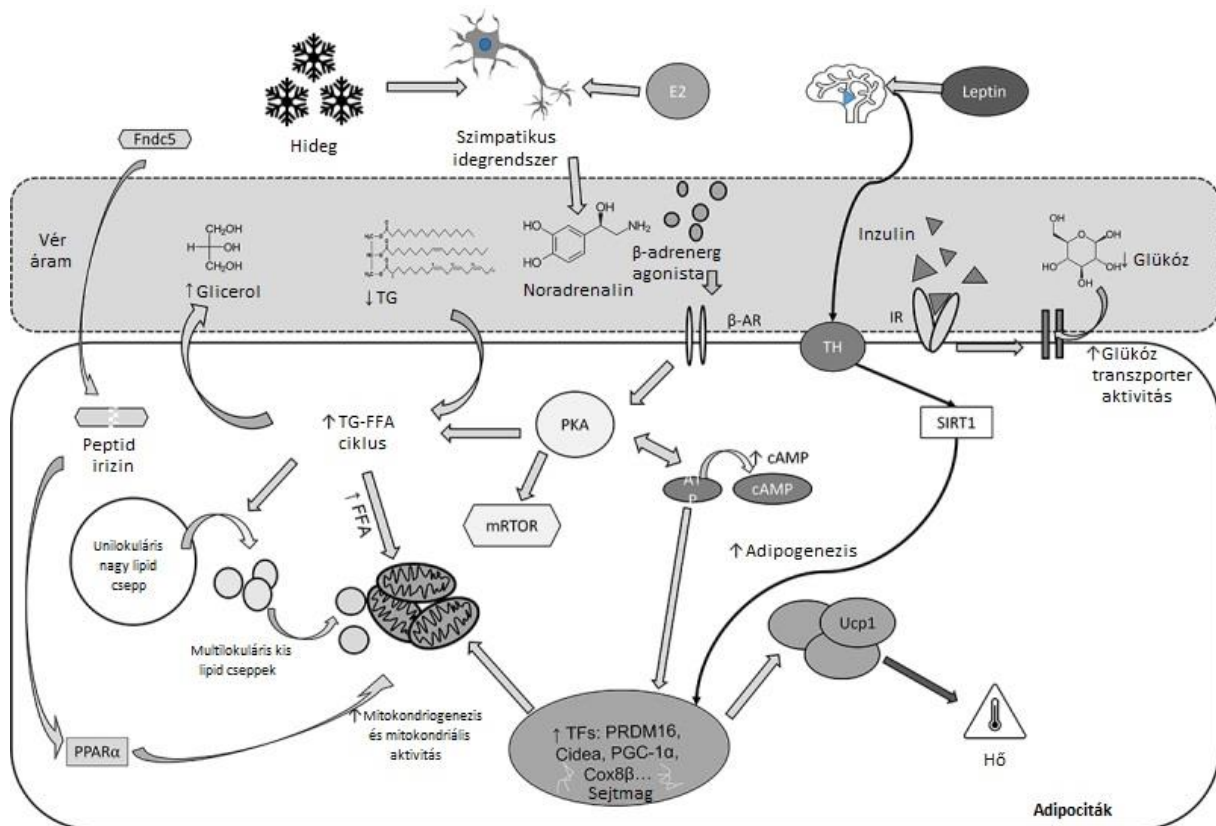 E2
Leptin
Fndc5
Hideg
Szimpatikus
idegrendszer
Vér
áram
CH₂OH
OH
CH₂OH
↑Glicerol
↓TG
HO
HO
OH
NH₂
Noradrenalin
β-adrenerg
agonista
Inzulin
OH
HO
HO
OH
OH
↓Glükóz
β-AR
TH
IR
↑Glükóz
transzporter
aktivitás
Peptid
irizin
↑TG-FFA
ciklus
PKA
SIRT1
↑ cAMP
AT
P
cAMP
↑ FFA
mRTOR
Unilokuláris
nagy lipid
csepp
↑ Adipogenezis
Multilokuláris kis
lipid cseppek
Ucp1
PPARα
↑Mitokondriogenezis
és mitokondriális
aktivitás
↑ TFs: PRDM16,
Cidea, PGC-1α,
Cox8β...
Sejtmag
Hő
Adipociták